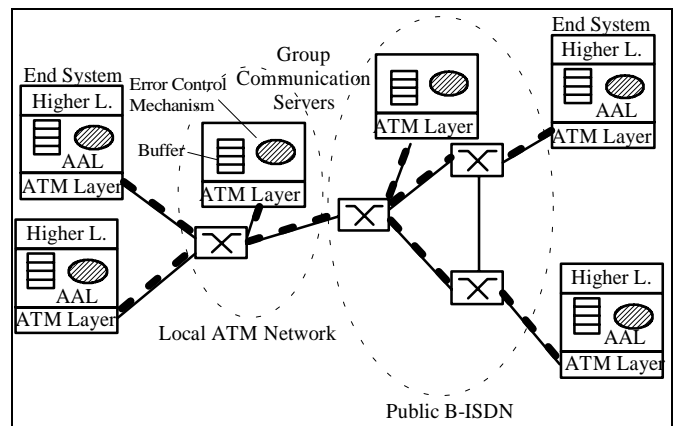 End System
Higher L.
AAL
ATM Layer
Higher L.
AAL
ATM Layer
Error Control
Mechanism
Buffer
ATM Layer
Local ATM Network
Group
Communication
Servers
ATM Layer
End System
Higher L.
AAL
ATM Layer
Higher L.
AAL
ATM Layer
Public B-ISDN